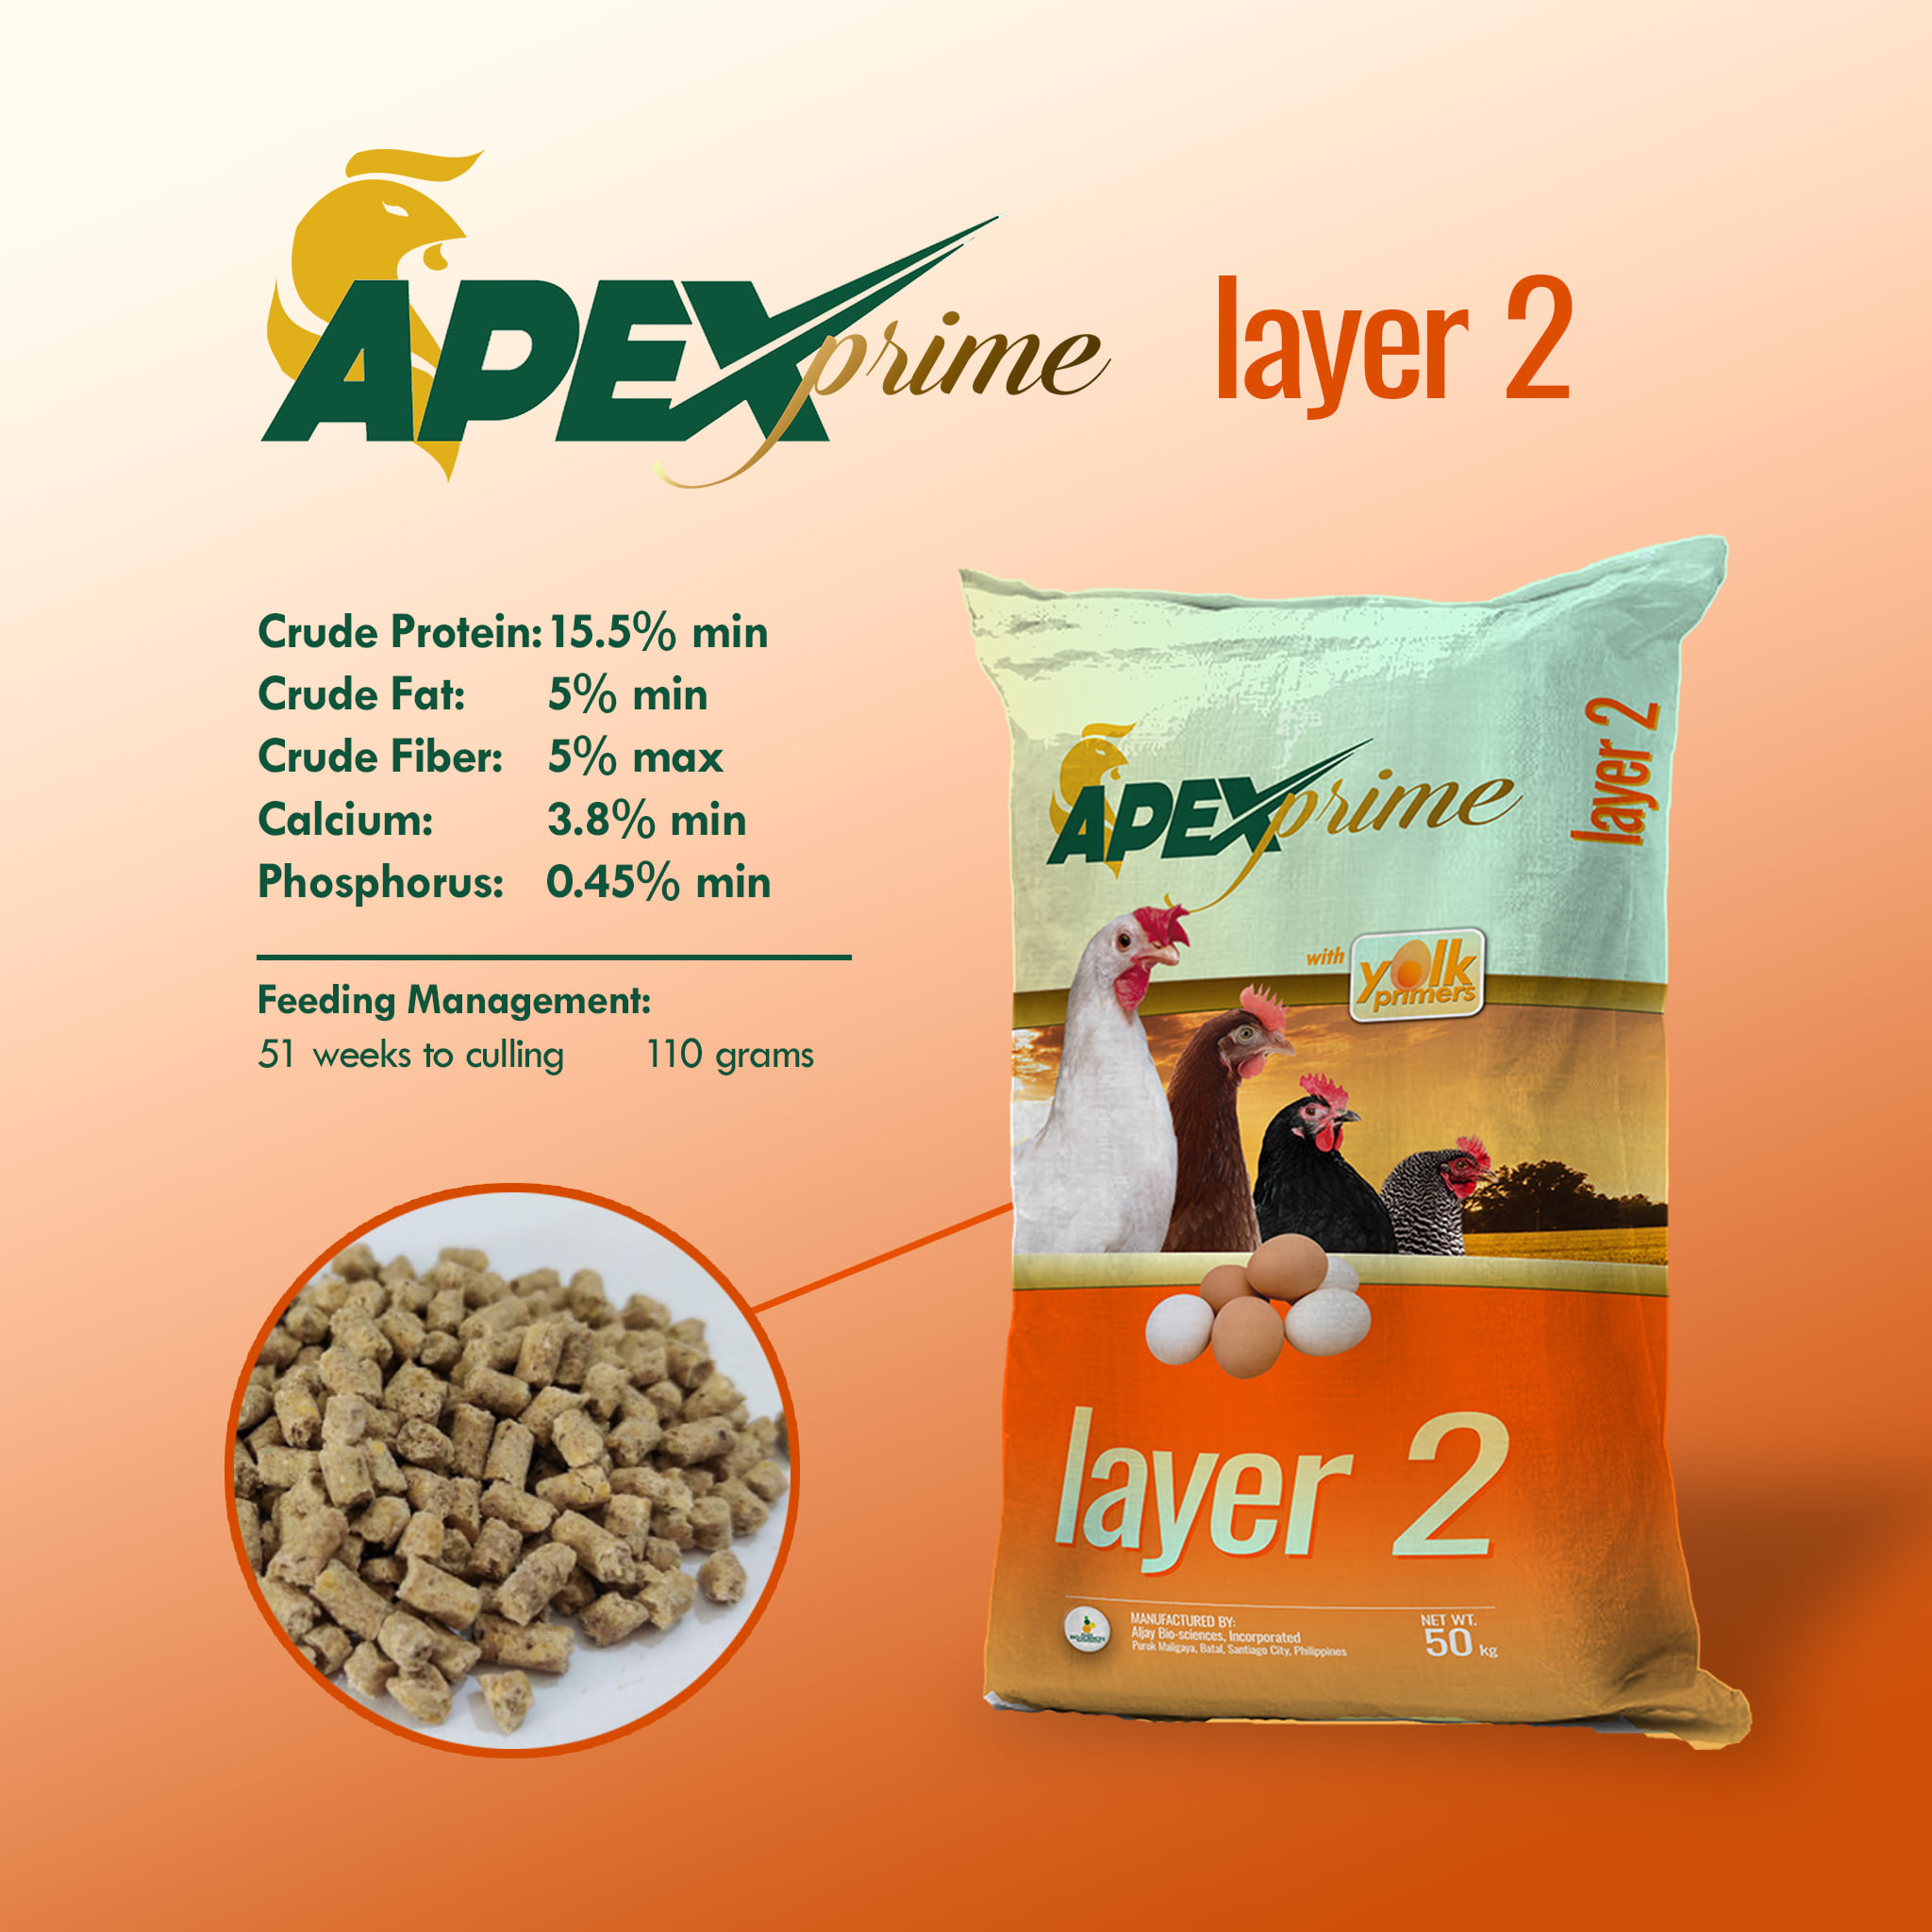 APEX prime layer 2
Crude Protein: 15.5% min
Crude Fat: 5% min
Crude Fiber: 5% max
Calcium: 3.8% min
Phosphorus: 0.45% min
Feeding Management:
51 weeks to culling 110 grams
APEX prime
layer 2
with yolk
primers
layer 2
MANUFACTURED BY:
Aljay Bio-sciences, Incorporated
Purok Maligaya, Batal, Santiago City, Philippines
NET WT.
50 kg